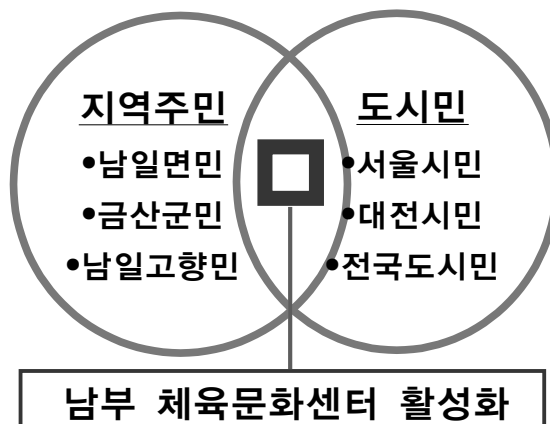 지역주민
•남일면민
•금산군민
•남일고향민
도시민
•서울시민
•대전시민
•전국도시민
남부 체육문화센터 활성화